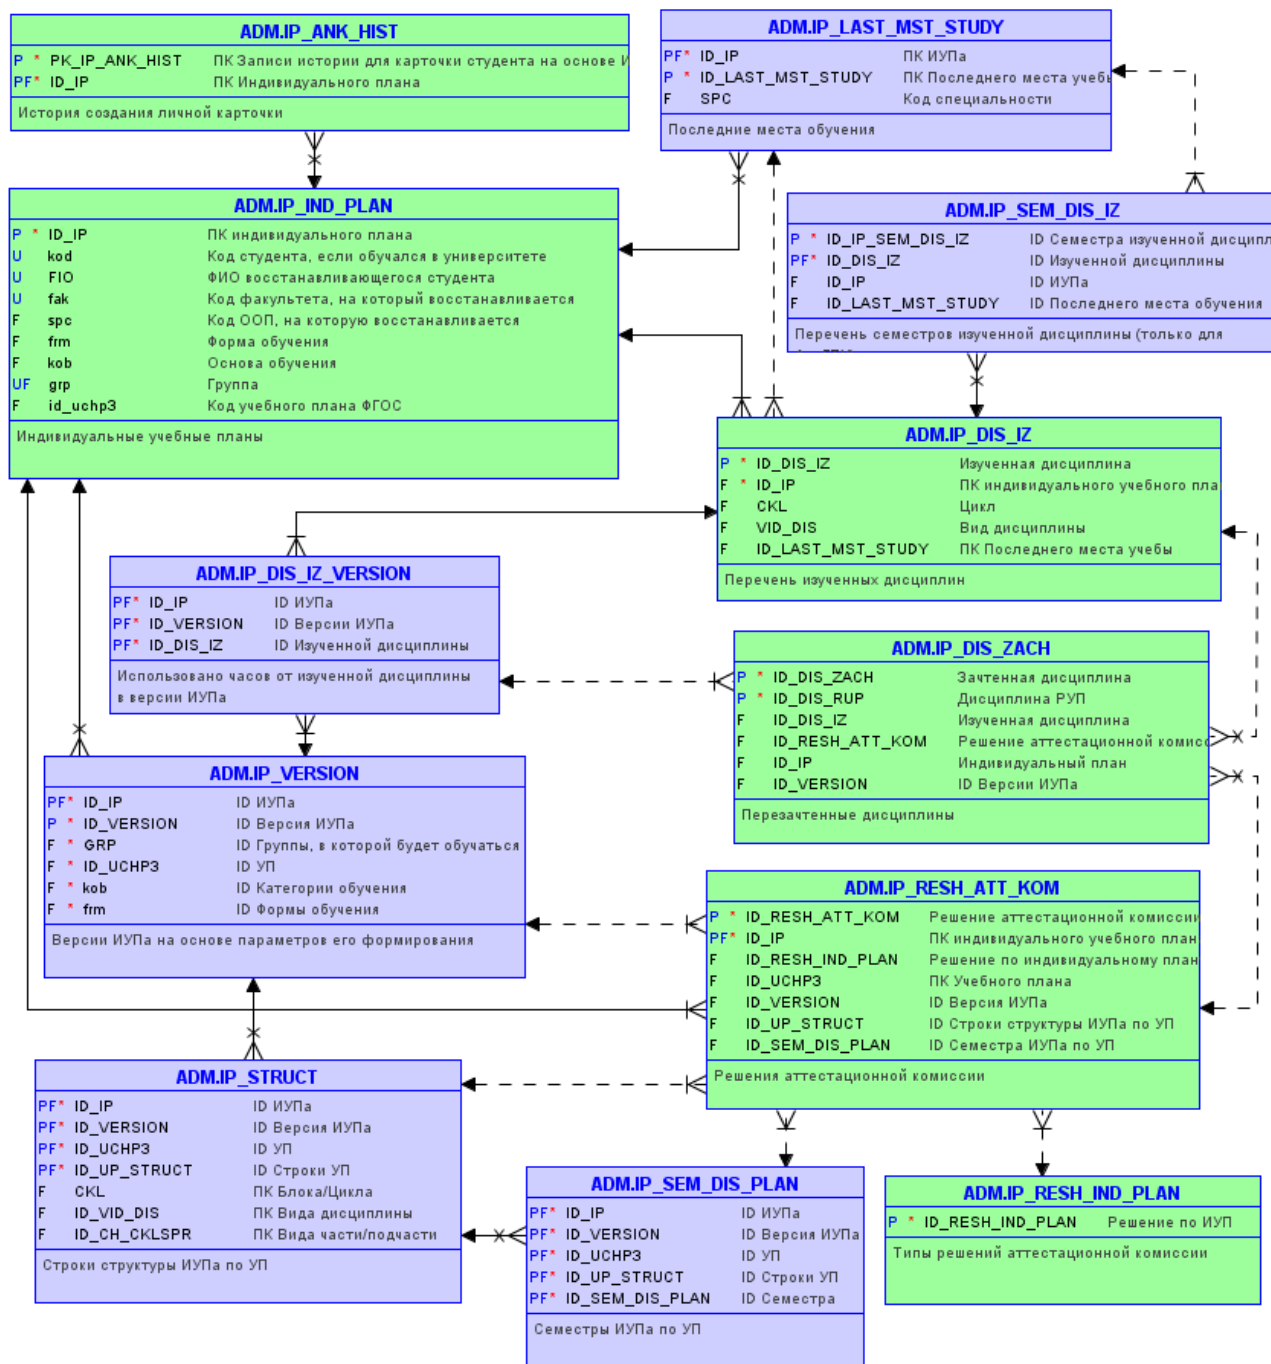 ADM.IP_ANK_HIST
P * PK_IP_ANK_HIST ПК Записи истории для карточки студента на основе И
PF* ID_IP ПК Индивидуального плана
История создания личной карточки
ADM.IP_LAST_MST_STUDY
PF* ID_IP ПК ИУПа
P * ID_LAST_MST_STUDY ПК Последнего места учебы
F SPC Код специальности
Последние места обучения
ADM.IP_IND_PLAN
P * ID_IP ПК индивидуального плана
U kod Код студента, если обучался в университете
U FIO ФИО восстанавливающегося студента
U fak Код факультета, на который восстанавливается
F spc Код ООП, на которую восстанавливается
F frm Форма обучения
F kob Основа обучения
UF grp Группа
F id_uchp3 Код учебного плана ФГОС
Индивидуальные учебные планы
ADM.IP_SEM_DIS_IZ
P * ID_IP_SEM_DIS_IZ ID Семестра изученной дисципл
PF* ID_DIS_IZ ID Изученной дисциплины
F ID_IP ID ИУПа
F ID_LAST_MST_STUDY ID Последнего места обучения
Перечень семестров изученной дисциплины (только для
ADM.IP_DIS_IZ
P * ID_DIS_IZ Изученная дисциплина
F * ID_IP ПК индивидуального учебного пла
F CKL Цикл
F VID_DIS Вид дисциплины
F ID_LAST_MST_STUDY ПК Последнего места учебы
Перечень изученных дисциплин
ADM.IP_DIS_IZ_VERSION
PF* ID_IP ID ИУПа
PF* ID_VERSION ID Версии ИУПа
PF* ID_DIS_IZ ID Изученной дисциплины
Использовано часов от изученной дисциплины
в версии ИУПа
ADM.IP_DIS_ZACH
P * ID_DIS_ZACH Зачтенная дисциплина
P * ID_DIS_RUP Дисциплина РУП
F ID_DIS_IZ Изученная дисциплина
F ID_RESH_ATT_KOM Решение аттестационной комисс
F ID_IP Индивидуальный план
F ID_VERSION ID Версии ИУПа
Перезачтенные дисциплины
ADM.IP_VERSION
PF* ID_IP ID ИУПа
P * ID_VERSION ID Версия ИУПа
F * GRP ID Группы, в которой будет обучаться
F * ID_UCHP3 ID УП
F * kob ID Категории обучения
F * frm ID Формы обучения
Версии ИУПа на основе параметров его формирования
ADM.IP_RESH_ATT_KOM
P * ID_RESH_ATT_KOM Решение аттестационной комиссии
PF* ID_IP ПК индивидуального учебного план
F ID_RESH_IND_PLAN Решение по индивидуальному план
F ID_UCHP3 ПК Учебного плана
F ID_VERSION ID Версия ИУПа
F ID_UP_STRUCT ID Строки структуры ИУПа по УП
F ID_SEM_DIS_PLAN ID Семестра ИУПа по УП
Решения аттестационной комиссии
ADM.IP_STRUCT
PF* ID_IP ID ИУПа
PF* ID_VERSION ID Версия ИУПа
PF* ID_UCHP3 ID УП
PF* ID_UP_STRUCT ID Строки УП
F CKL ПК Блока/Цикла
F ID_VID_DIS ПК Вида дисциплины
F ID_CH_CKLSPR ПК Вида части/подчасти
Строки структуры ИУПа по УП
ADM.IP_SEM_DIS_PLAN
PF* ID_IP ID ИУПа
PF* ID_VERSION ID Версия ИУПа
PF* ID_UCHP3 ID УП
PF* ID_UP_STRUCT ID Строки УП
PF* ID_SEM_DIS_PLAN ID Семестра
Семестры ИУПа по УП
ADM.IP_RESH_IND_PLAN
P * ID_RESH_IND_PLAN Решение по ИУП
Типы решений аттестационной комиссии